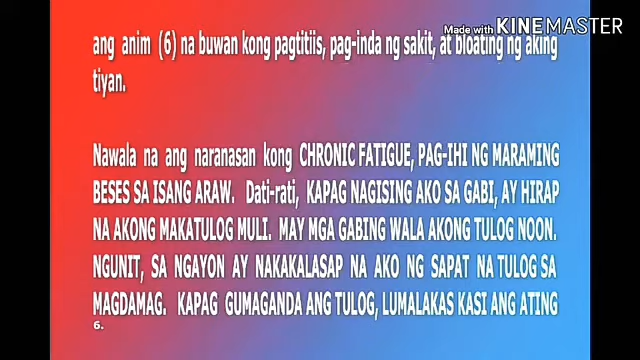 Made with KINEMASTER
ang anim (6) na buwan kong pagtitiis, pag-inda ng sakit, at bloating ng aking
tiyan.
Nawala na ang naranasan kong CHRONIC FATIGUE, PAG-IHI NG MARAMING
BESES SA ISANG ARAW. Dati-rati, KAPAG NAGISING AKO SA GABI, AY HIRAP
NA AKONG MAKATULOG MULI. MAY MGA GABING WALA AKONG TULOG NOON.
NGUNIT, SA NGAYON AY NAKAKALASAP NA AKO NG SAPAT NA TULOG SA
MAGDAMAG. KAPAG GUMAGANDA ANG TULOG, LUMALAKAS KASI ANG ATING
6.